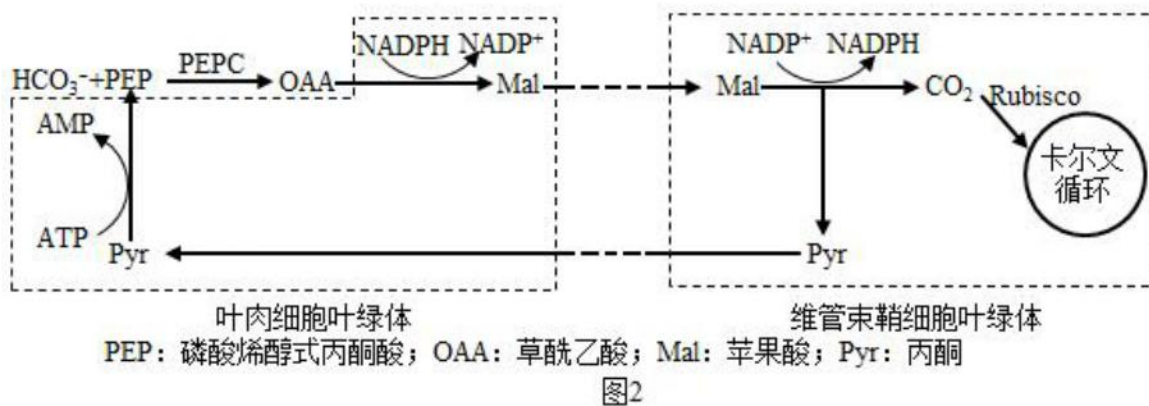 NADPH NADP⁺ NADP⁺ NADPH
HCO₃⁻+PEP PEPC OAA Mal Mal CO₂ Rubisco
AMP
卡尔文
循环
ATP
Pyr Pyr
叶肉细胞叶绿体 维管束鞘细胞叶绿体
PEP：磷酸烯醇式丙酮酸；OAA：草酰乙酸；Mal：苹果酸；Pyr：丙酮
图2